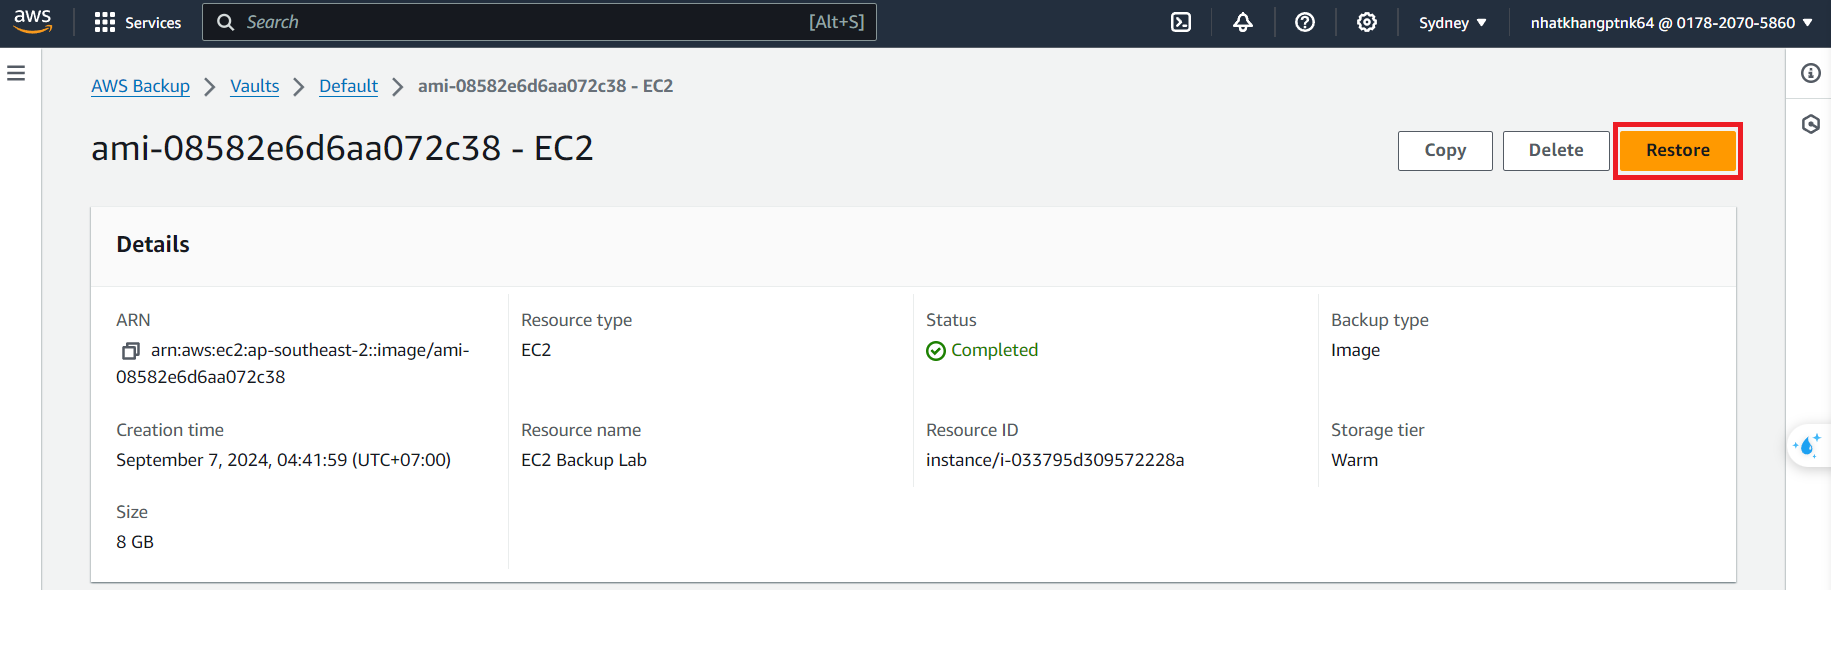 aws Services Search [Alt+S] Sydney nhatkhangptnk64 @ 0178-2070-5860
AWS Backup Vaults Default ami-08582e6d6aa072c38 - EC2
ami-08582e6d6aa072c38 - EC2
Copy Delete Restore
Details
ARN
arn:aws:ec2:ap-southeast-2::image/ami-
08582e6d6aa072c38
Resource type
EC2
Status
Completed
Backup type
Image
Creation time
September 7, 2024, 04:41:59 (UTC+07:00)
Resource name
EC2 Backup Lab
Resource ID
instance/i-033795d309572228a
Storage tier
Warm
Size
8 GB